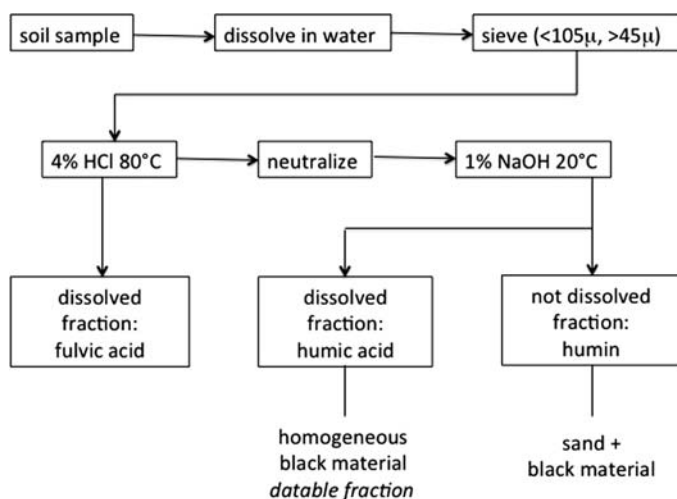 soil sample
dissolve in water
sieve (<105μ, >45μ)
4% HCl 80°C
neutralize
1% NaOH 20°C
dissolved
fraction:
fulvic acid
dissolved
fraction:
humic acid
not dissolved
fraction:
humin
homogeneous
black material
datable fraction
sand +
black material